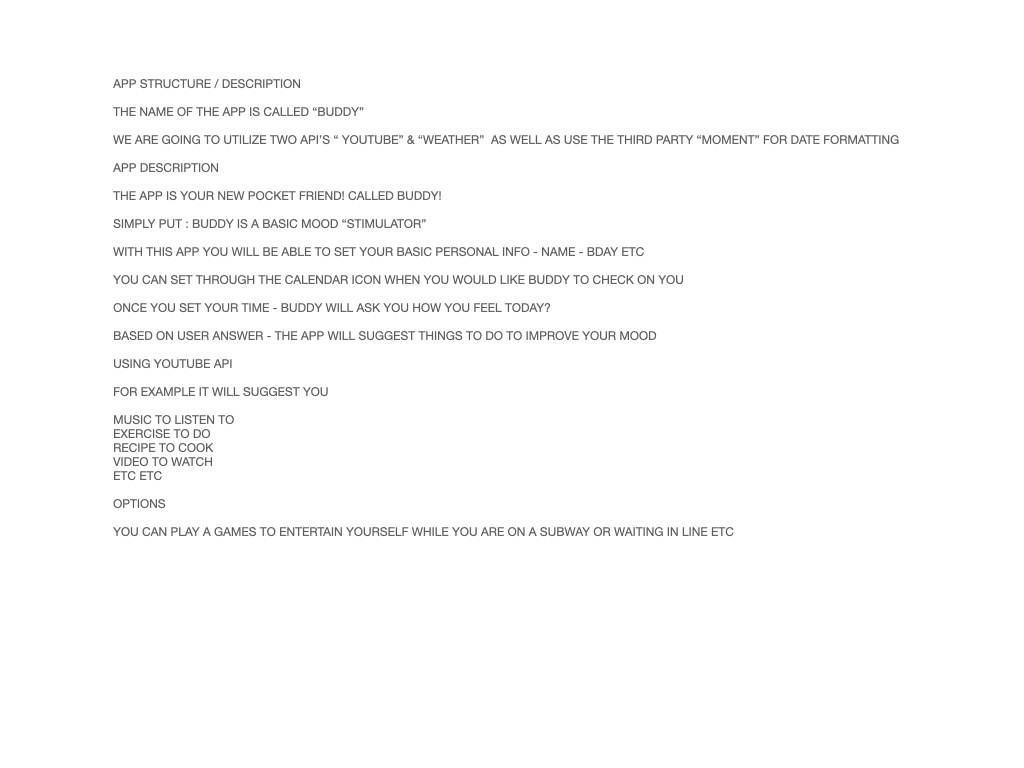 APP STRUCTURE / DESCRIPTION
THE NAME OF THE APP IS CALLED “BUDDY”
WE ARE GOING TO UTILIZE TWO API’S “ YOUTUBE” & “WEATHER”  AS WELL AS USE THE THIRD PARTY “MOMENT” FOR DATE FORMATTING
APP DESCRIPTION
THE APP IS YOUR NEW POCKET FRIEND! CALLED BUDDY!
SIMPLY PUT : BUDDY IS A BASIC MOOD “STIMULATOR”
WITH THIS APP YOU WILL BE ABLE TO SET YOUR BASIC PERSONAL INFO - NAME - BDAY ETC
YOU CAN SET THROUGH THE CALENDAR ICON WHEN YOU WOULD LIKE BUDDY TO CHECK ON YOU
ONCE YOU SET YOUR TIME - BUDDY WILL ASK YOU HOW YOU FEEL TODAY?
BASED ON USER ANSWER - THE APP WILL SUGGEST THINGS TO DO TO IMPROVE YOUR MOOD
USING YOUTUBE API
FOR EXAMPLE IT WILL SUGGEST YOU
MUSIC TO LISTEN TO
EXERCISE TO DO
RECIPE TO COOK
VIDEO TO WATCH
ETC ETC
OPTIONS
YOU CAN PLAY A GAMES TO ENTERTAIN YOURSELF WHILE YOU ARE ON A SUBWAY OR WAITING IN LINE ETC